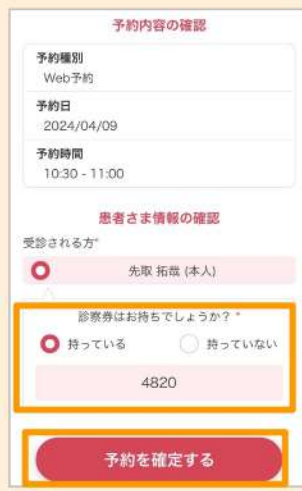 予約内容の確認
予約種別
Web予約
予約日
2024/04/09
予約時間
10:30 - 11:00
患者さま情報の確認
受診される方*
先取 拓哉 (本人)
診察券はお持ちでしょうか？ *
持っている 持っていない
4820
予約を確定する